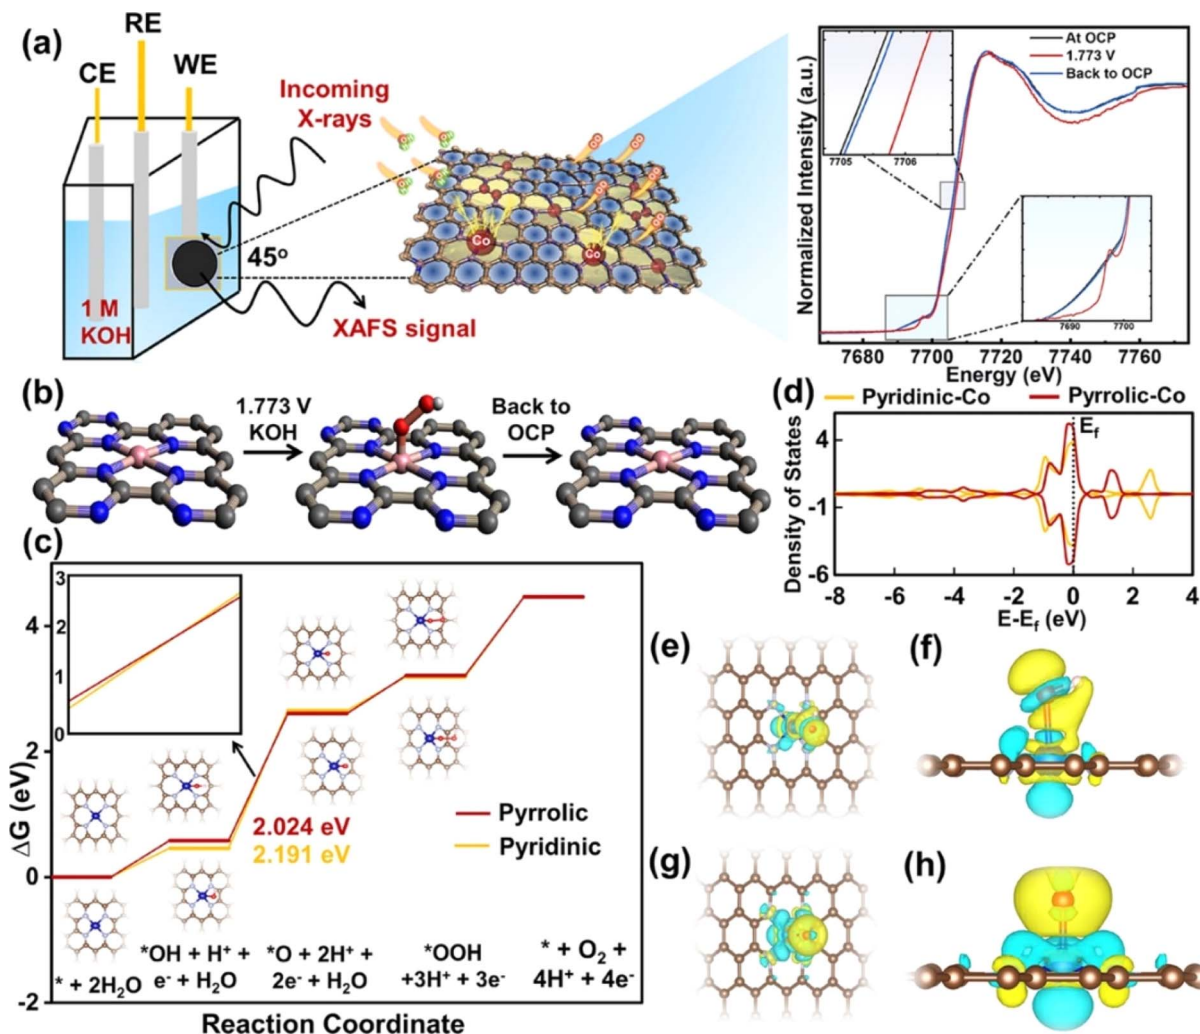 (a)
RE
CE
WE
Incoming
X-rays
45°
1 M
KOH
XAFS signal
Co
Co
Normalized Intensity (a.u.)
At OCP
1.773 V
Back to OCP
7705
7706
7690
7700
7680
7700
7720
7740
7760
Energy (eV)
(b)
1.773 V
KOH
Back to
OCP
(d)
Pyridinic-Co
Pyrrolic-Co
Ef
Density of States
4
-1
-6
-8
-6
-4
-2
0
2
4
E-Ef (eV)
(c)
3
2
1
0
ΔG (eV)
4
2
0
-2
2.024 eV
2.191 eV
Pyrrolic
Pyridinic
* + 2H₂O
*OH + H⁺ +
e⁻ + H₂O
*O + 2H⁺ +
2e⁻ + H₂O
*OOH
+3H⁺ + 3e⁻
* + O₂ +
4H⁺ + 4e⁻
Reaction Coordinate
(e)
(f)
(g)
(h)